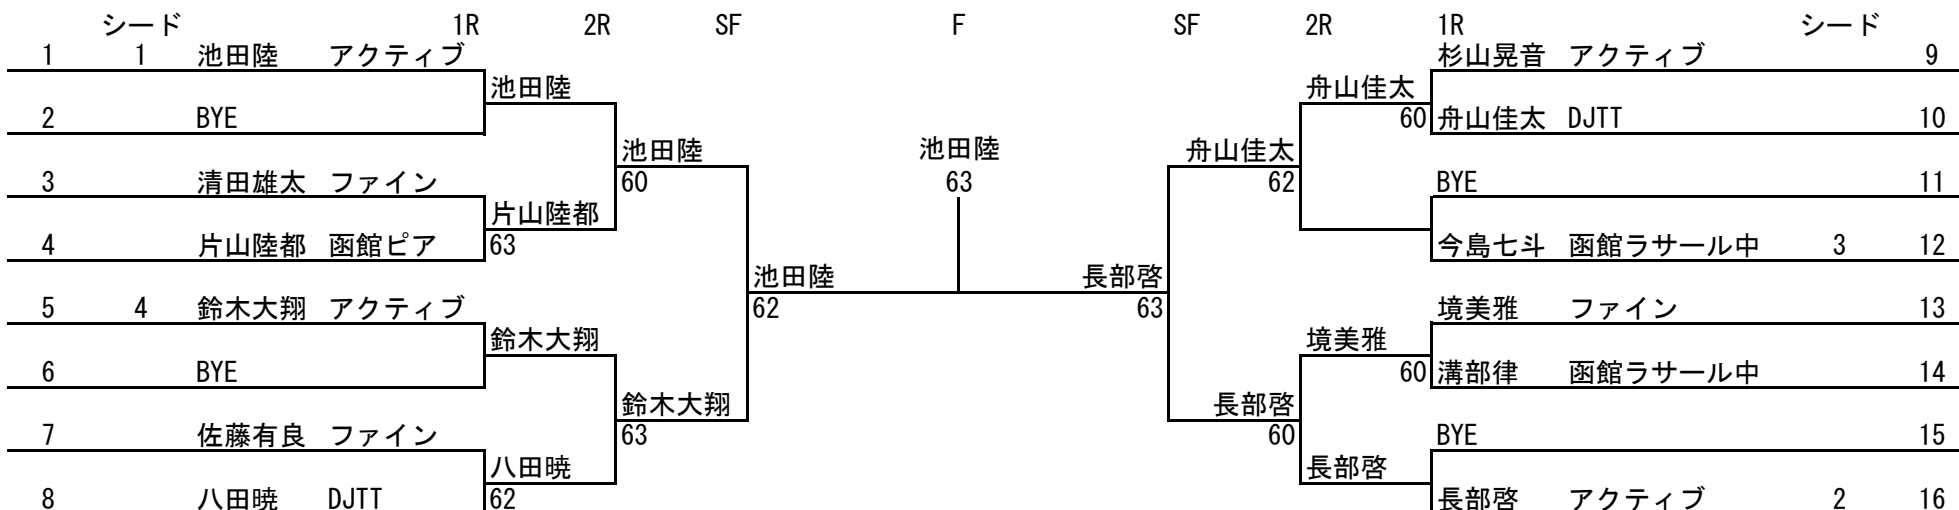 シード 1R 2R SF F SF 2R 1R シード
1 1 池田陸 アクティブ 杉山晃音 アクティブ 9
池田陸 舟山佳太
2 BYE 60 舟山佳太 DJTT 10
池田陸 池田陸 舟山佳太
3 清田雄太 ファイン 60 63 62 BYE 11
片山陸都
4 片山陸都 函館ピア 63 今島七斗 函館ラサール中 3 12
池田陸 長部啓
5 4 鈴木大翔 アクティブ 62 63 境美雅 ファイン 13
鈴木大翔 境美雅
6 BYE 60 溝部律 函館ラサール中 14
鈴木大翔 長部啓
7 佐藤有良 ファイン 63 60 BYE 15
八田暁 長部啓
8 八田暁 DJTT 62 長部啓 アクティブ 2 16